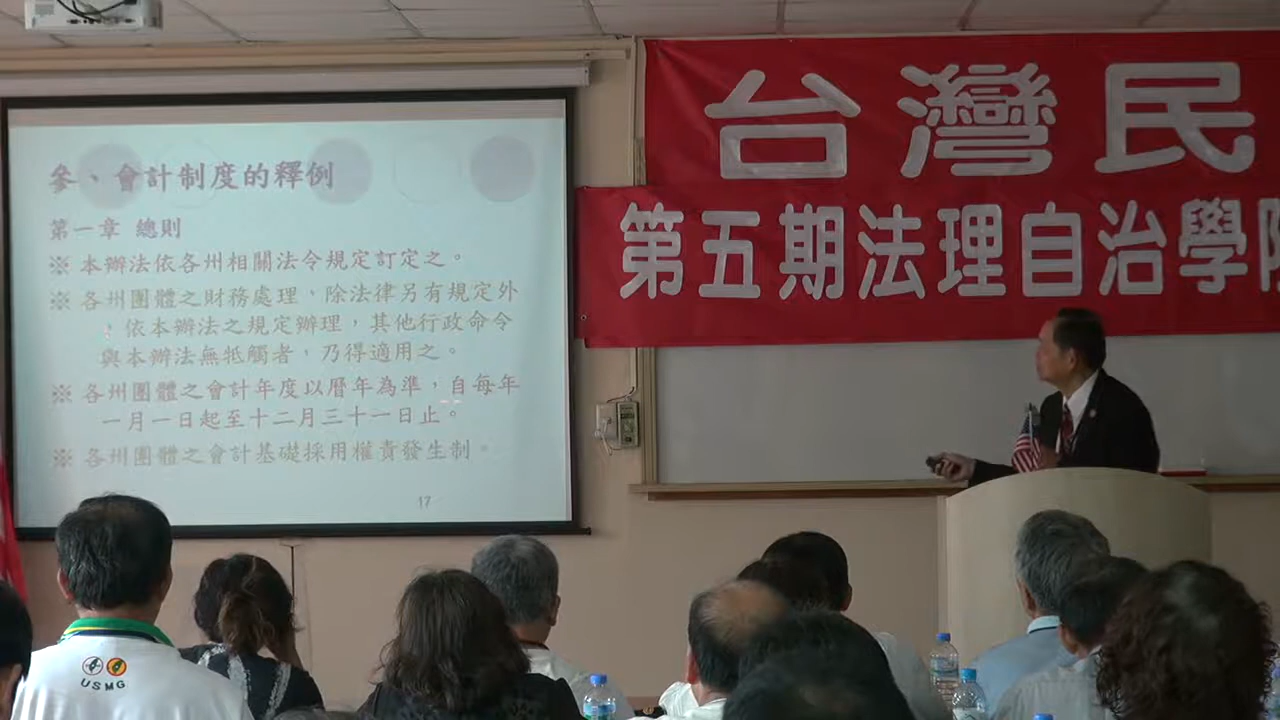 參、會計制度的釋例
第一章 總則
※ 本辦法依各州相關法令規定訂定之。
※ 各州團體之財務處理、除法律另有規定外
，依本辦法之規定辦理，其他行政命令
與本辦法無牴觸者，乃得適用之。
※ 各州團體之會計年度以曆年為準，自每年
一月一日起至十二月三十一日止。
※ 各州團體之會計基礎採用權責發生制。
17
台灣民
第五期法理自治學院
USMG